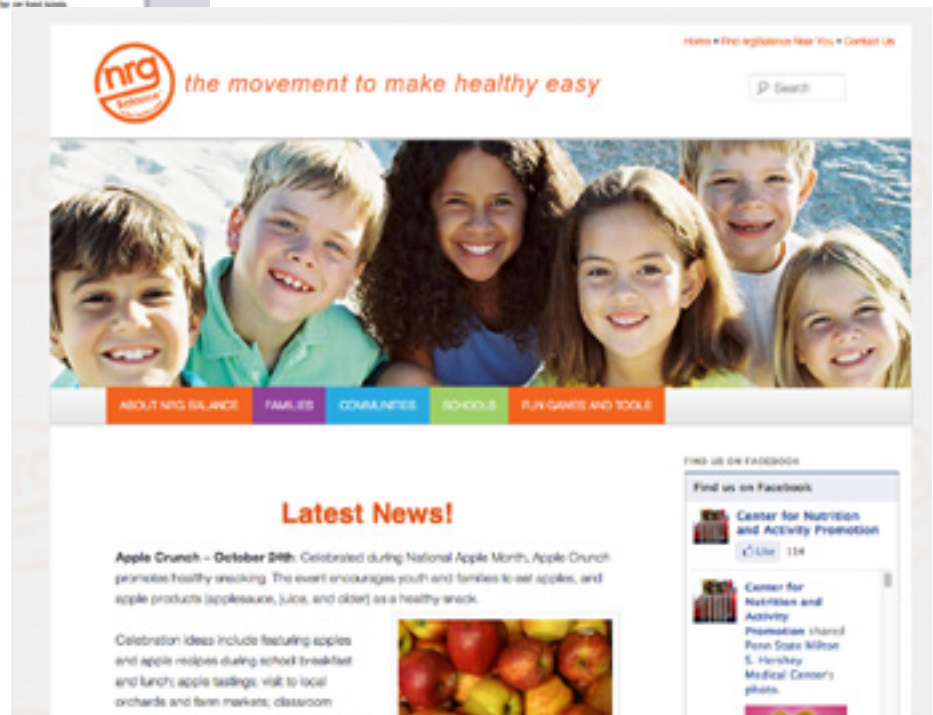 Home • Find nrgBalance Near You • Contact Us
nrg
balance
the movement to make healthy easy
Search
ABOUT NRG BALANCE FAMILIES COMMUNITIES SCHOOLS FUN GAMES AND TOOLS
FIND US ON FACEBOOK
Find us on Facebook
Latest News!
Center for Nutrition
and Activity Promotion
Like 114
Apple Crunch – October 24th: Celebrated during National Apple Month, Apple Crunch
promotes healthy snacking. The event encourages youth and families to eat apples, and
apple products (applesauce, juice, and cider) as a healthy snack.
Center for
Nutrition and
Activity
Promotion shared
Penn State Milton
S. Hershey
Medical Center's
photo.
Celebration ideas include featuring apples
and apple recipes during school breakfast
and lunch; apple tastings; visit to local
orchards and farm markets; classroom